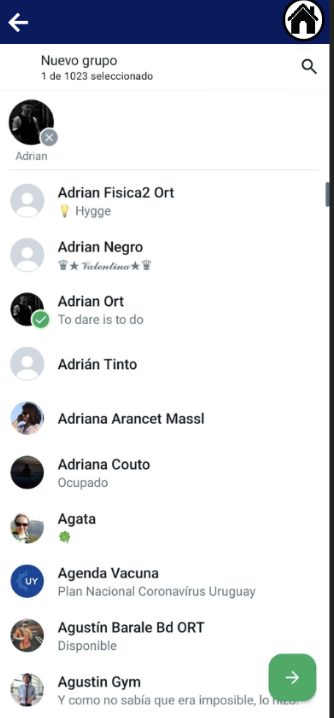 Nuevo grupo
1 de 1023 seleccionado
Adrian
Adrian Fisica2 Ort
💡 Hygge
Adrian Negro
♕★𝒱𝒶𝓁𝑒𝓃𝓉𝒾𝓃𝒶★♕
Adrian Ort
To dare is to do
Adrián Tinto
Adriana Arancet Massl
Adriana Couto
Ocupado
Agata
🍀
UY
Agenda Vacuna
Plan Nacional Coronavírus Uruguay
Agustín Barale Bd ORT
Disponible
Agustin Gym
Y como no sabía que era imposible, lo hizo.